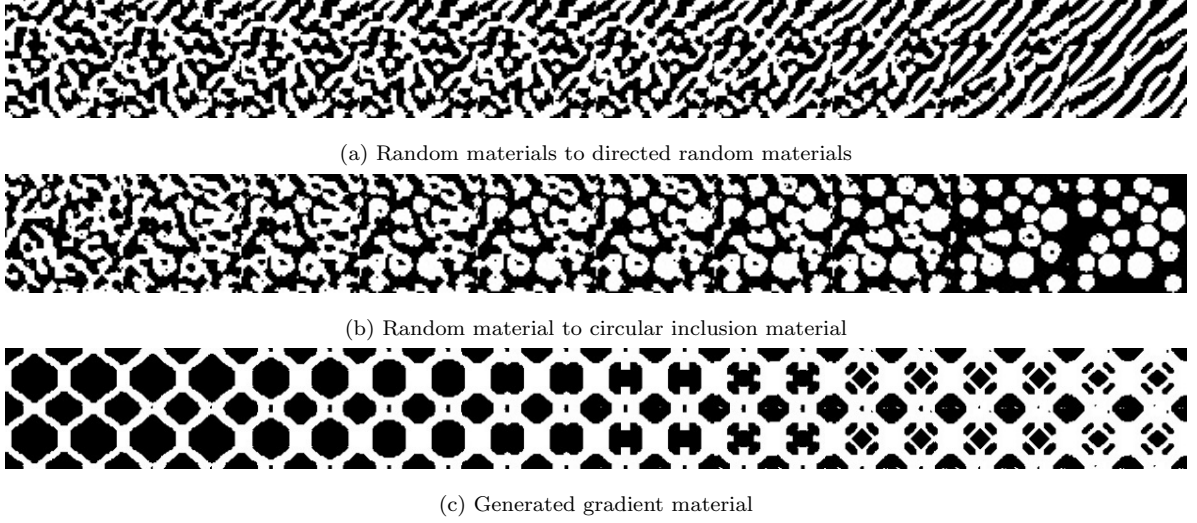 (a) Random materials to directed random materials
(b) Random material to circular inclusion material
(c) Generated gradient material